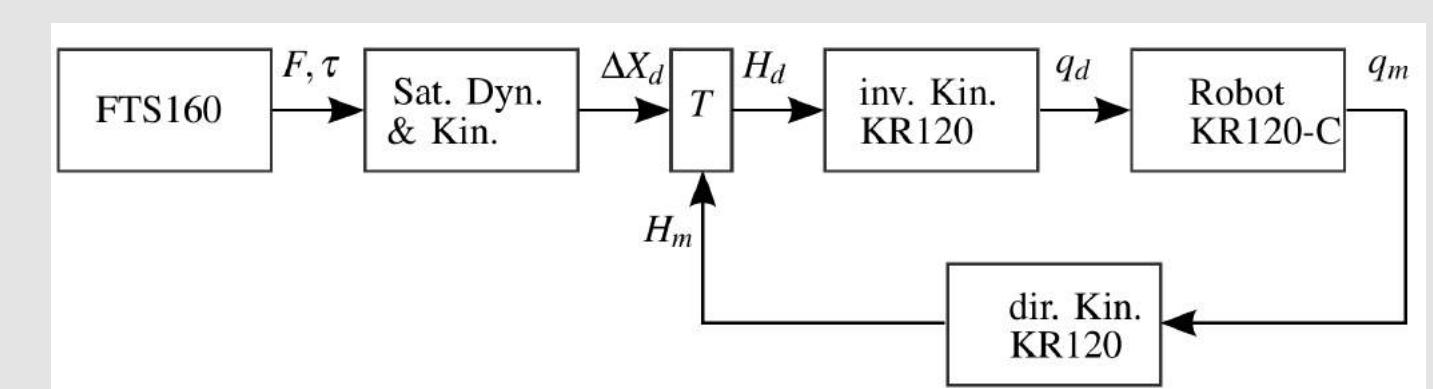 F, τ
ΔX_d
H_d
q_d
q_m
FTS160
Sat. Dyn.
& Kin.
T
inv. Kin.
KR120
Robot
KR120-C
H_m
dir. Kin.
KR120